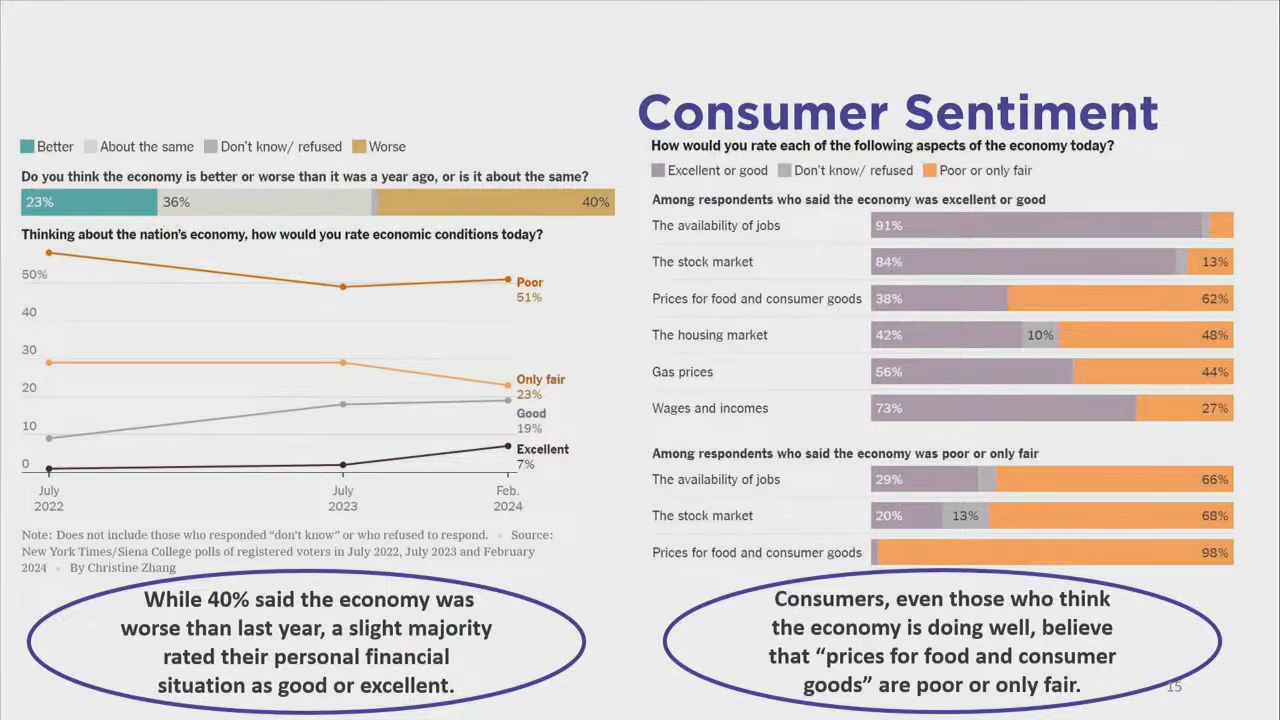 Consumer Sentiment
Better About the same Don't know/ refused Worse
Do you think the economy is better or worse than it was a year ago, or is it about the same?
23% 36% 40%
Thinking about the nation's economy, how would you rate economic conditions today?
50%
40
30
20
10
0
Poor
51%
Only fair
23%
Good
19%
Excellent
7%
July July Feb.
2022 2023 2024
Note: Does not include those who responded “don't know” or who refused to respond. • Source:
New York Times/Siena College polls of registered voters in July 2022, July 2023 and February
2024 • By Christine Zhang
While 40% said the economy was
worse than last year, a slight majority
rated their personal financial
situation as good or excellent.
How would you rate each of the following aspects of the economy today?
Excellent or good Don't know/ refused Poor or only fair
Among respondents who said the economy was excellent or good
The availability of jobs 91%
The stock market 84% 13%
Prices for food and consumer goods 38% 62%
The housing market 42% 10% 48%
Gas prices 56% 44%
Wages and incomes 73% 27%
Among respondents who said the economy was poor or only fair
The availability of jobs 29% 66%
The stock market 20% 13% 68%
Prices for food and consumer goods 98%
Consumers, even those who think
the economy is doing well, believe
that “prices for food and consumer
goods” are poor or only fair.
15